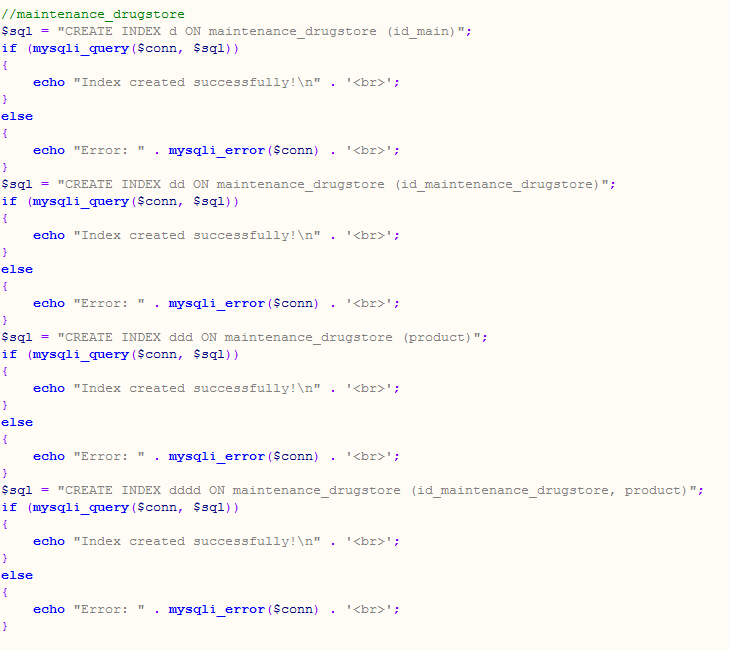 //maintenance_drugstore
$sql = "CREATE INDEX d ON maintenance_drugstore (id_main)";
if (mysqli_query($conn, $sql))
{
    echo "Index created successfully!\n" . '<br>';
}
else
{
    echo "Error: " . mysqli_error($conn) . '<br>';
}
$sql = "CREATE INDEX dd ON maintenance_drugstore (id_maintenance_drugstore)";
if (mysqli_query($conn, $sql))
{
    echo "Index created successfully!\n" . '<br>';
}
else
{
    echo "Error: " . mysqli_error($conn) . '<br>';
}
$sql = "CREATE INDEX ddd ON maintenance_drugstore (product)";
if (mysqli_query($conn, $sql))
{
    echo "Index created successfully!\n" . '<br>';
}
else
{
    echo "Error: " . mysqli_error($conn) . '<br>';
}
$sql = "CREATE INDEX dddd ON maintenance_drugstore (id_maintenance_drugstore, product)";
if (mysqli_query($conn, $sql))
{
    echo "Index created successfully!\n" . '<br>';
}
else
{
    echo "Error: " . mysqli_error($conn) . '<br>';
}